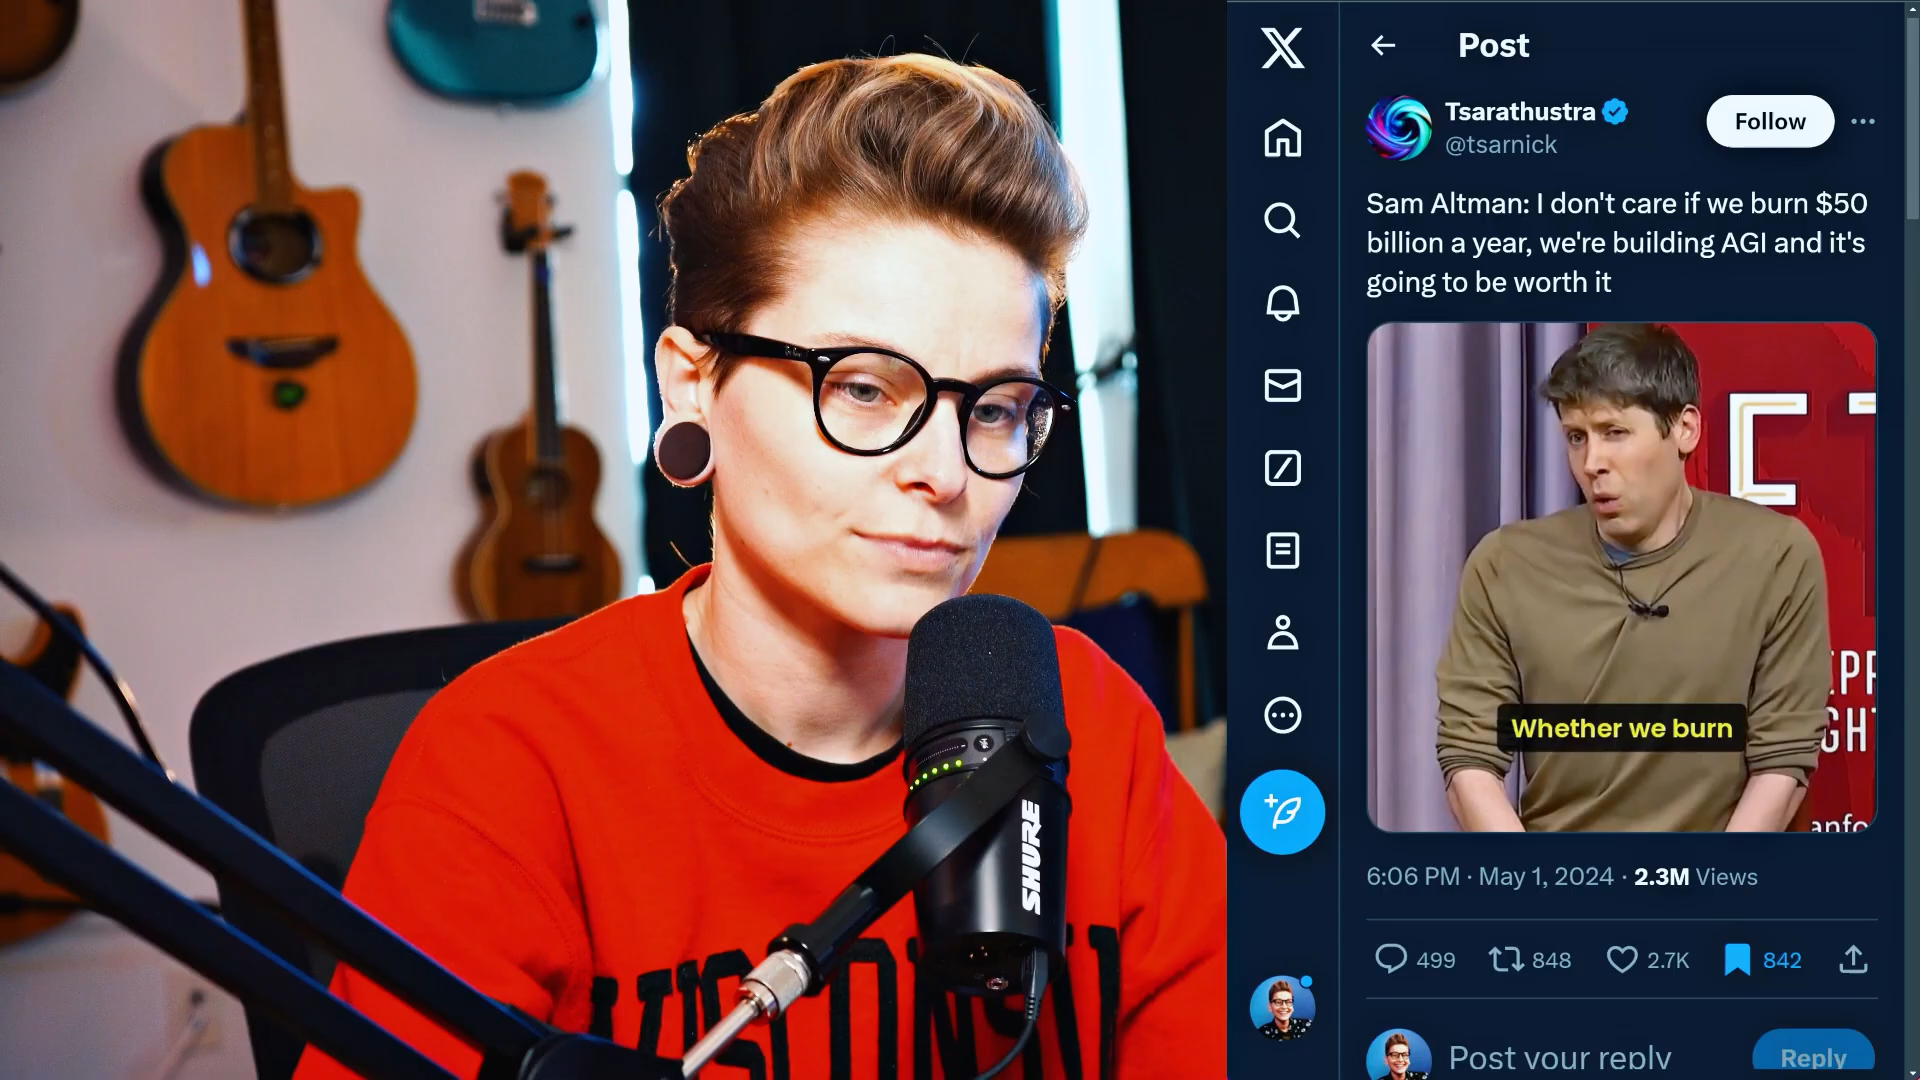 Post
Tsarathustra
@tsarnick
Follow
Sam Altman: I don't care if we burn $50
billion a year, we're building AGI and it's
going to be worth it
Whether we burn
6:06 PM · May 1, 2024 · 2.3M Views
499
848
2.7K
842
Post your reply
Reply
SHURE